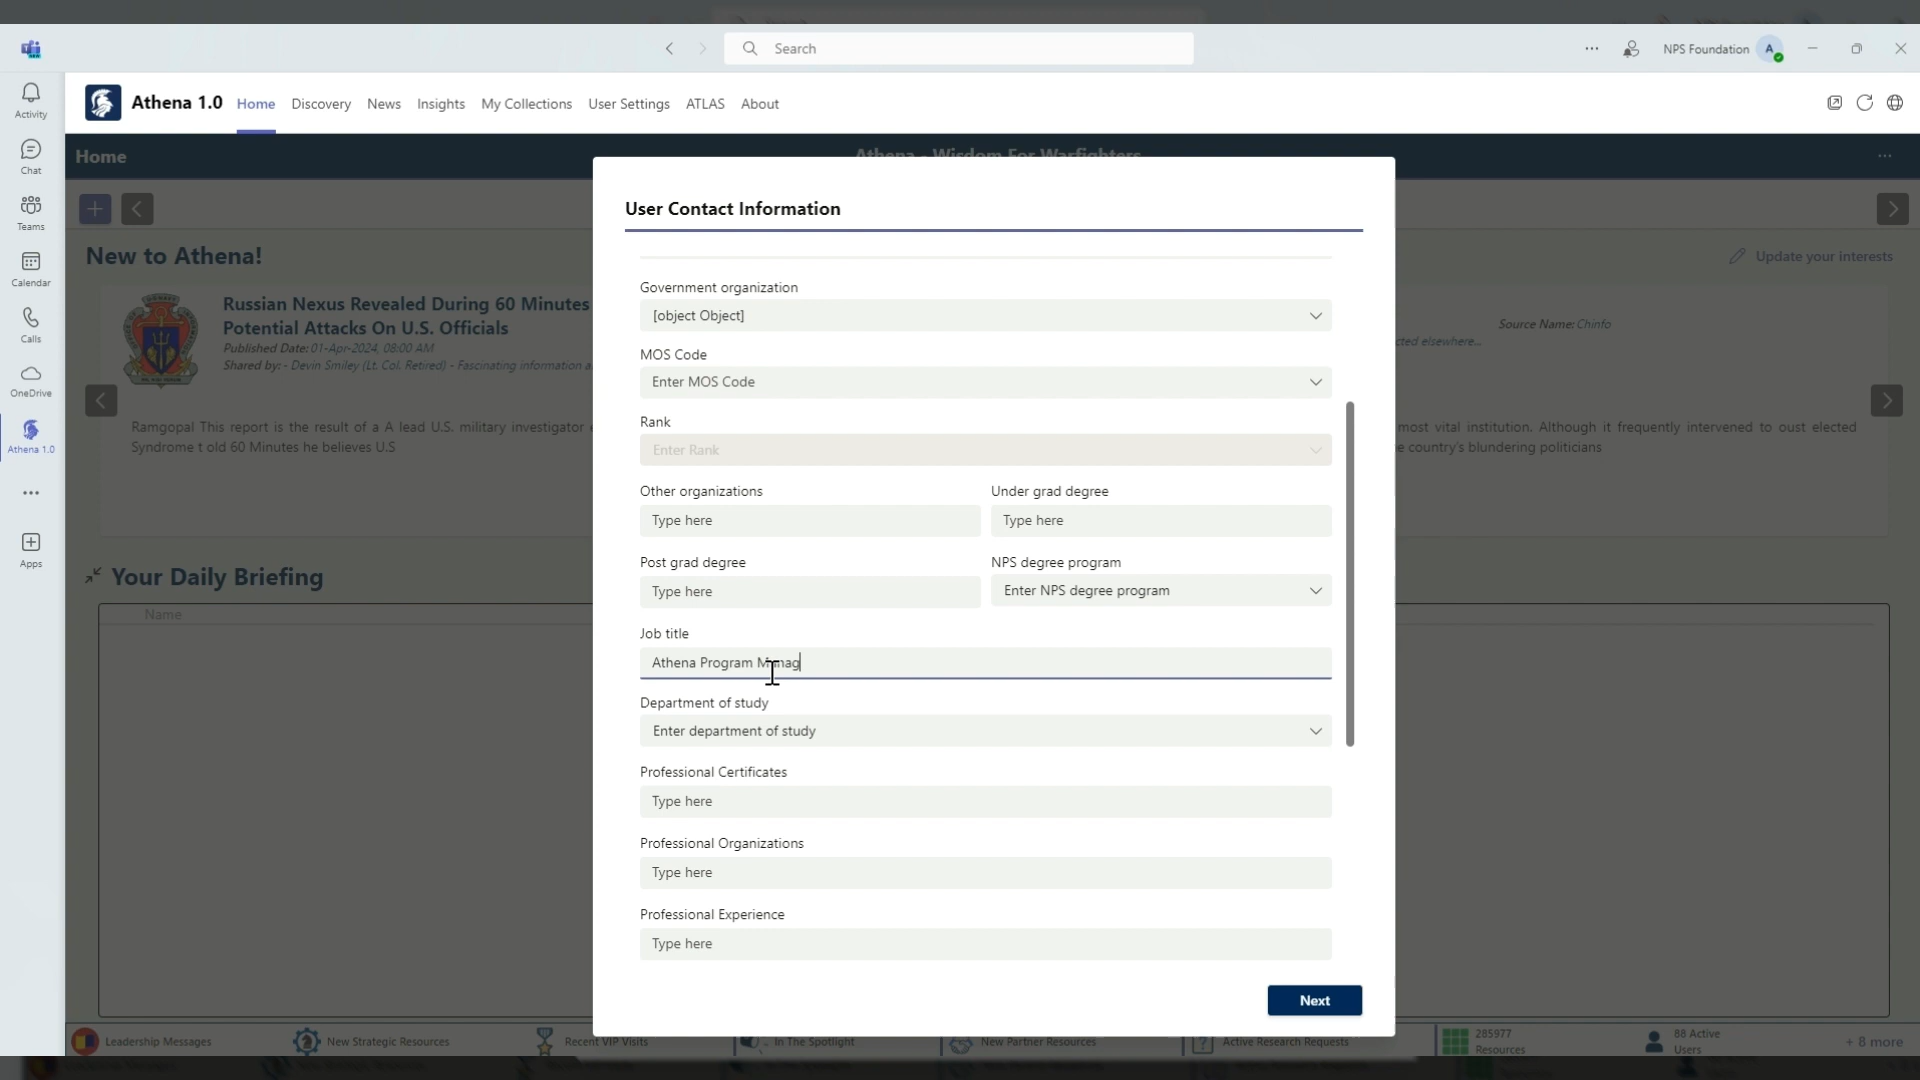 Search
NPS Foundation
A
Activity
Chat
Teams
Calendar
Calls
OneDrive
Athena 1.0
Apps
Athena 1.0 Home Discovery News Insights My Collections User Settings ATLAS About
Home
Athena - Wisdom For Warfighters
New to Athena!
Update your interests
Russian Nexus Revealed During 60 Minutes
Potential Attacks On U.S. Officials
Published Date: 01-Apr-2024, 08:00 AM
Shared by: - Devin Smiley (Lt. Col. Retired) - Fascinating information a
Ramgopal This report is the result of a A lead U.S. military investigator
Syndrome t old 60 Minutes he believes U.S
Source Name: Chinfo
cted elsewhere...
most vital institution. Although it frequently intervened to oust elected
e country's blundering politicians
Your Daily Briefing
Name
User Contact Information
Government organization
[object Object]
MOS Code
Enter MOS Code
Rank
Enter Rank
Other organizations Under grad degree
Type here Type here
Post grad degree NPS degree program
Type here Enter NPS degree program
Job title
Athena Program Manag
Department of study
Enter department of study
Professional Certificates
Type here
Professional Organizations
Type here
Professional Experience
Type here
Next
Leadership Messages New Strategic Resources Recent VIP Visits In The Spotlight New Partner Resources Active Research Requests
285977
Resources
88 Active
Users
+ 8 more